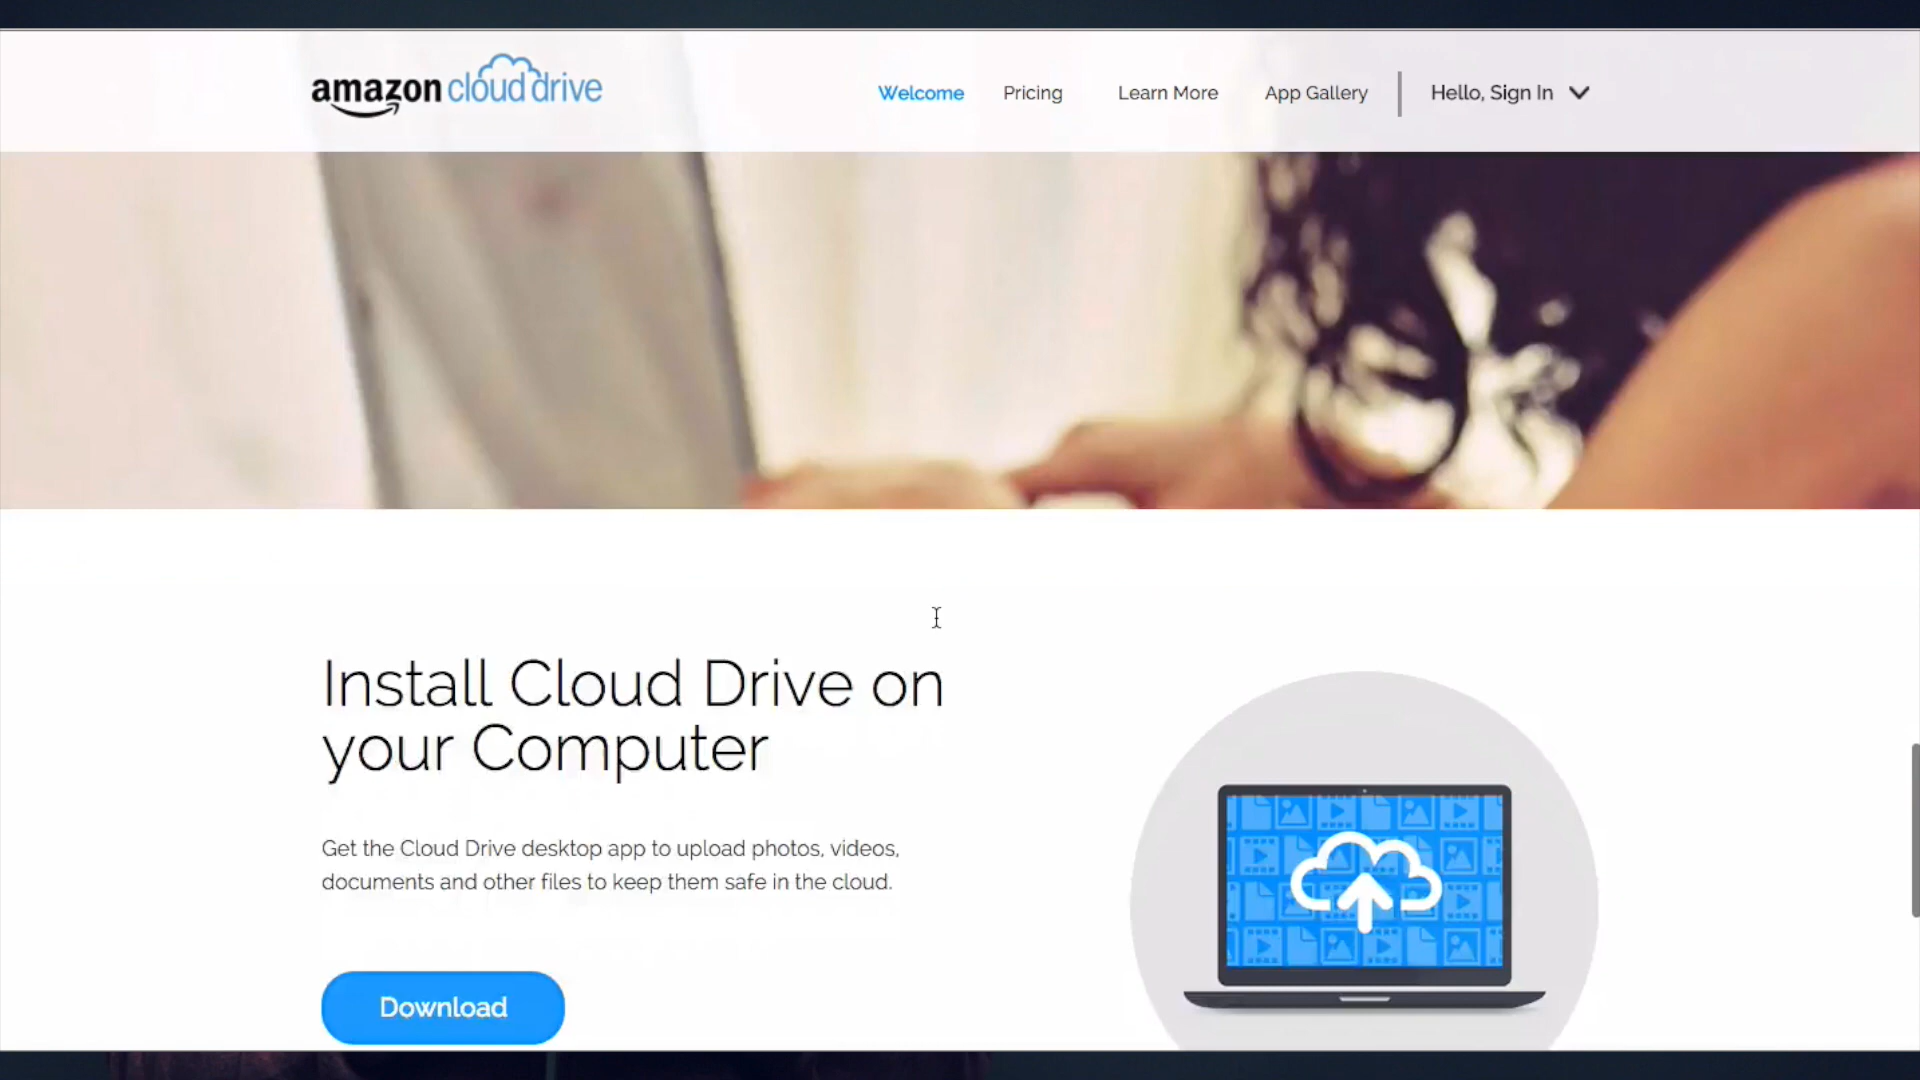 amazon cloud drive
Welcome Pricing Learn More App Gallery Hello, Sign In
Install Cloud Drive on
your Computer
Get the Cloud Drive desktop app to upload photos, videos,
documents and other files to keep them safe in the cloud.
Download